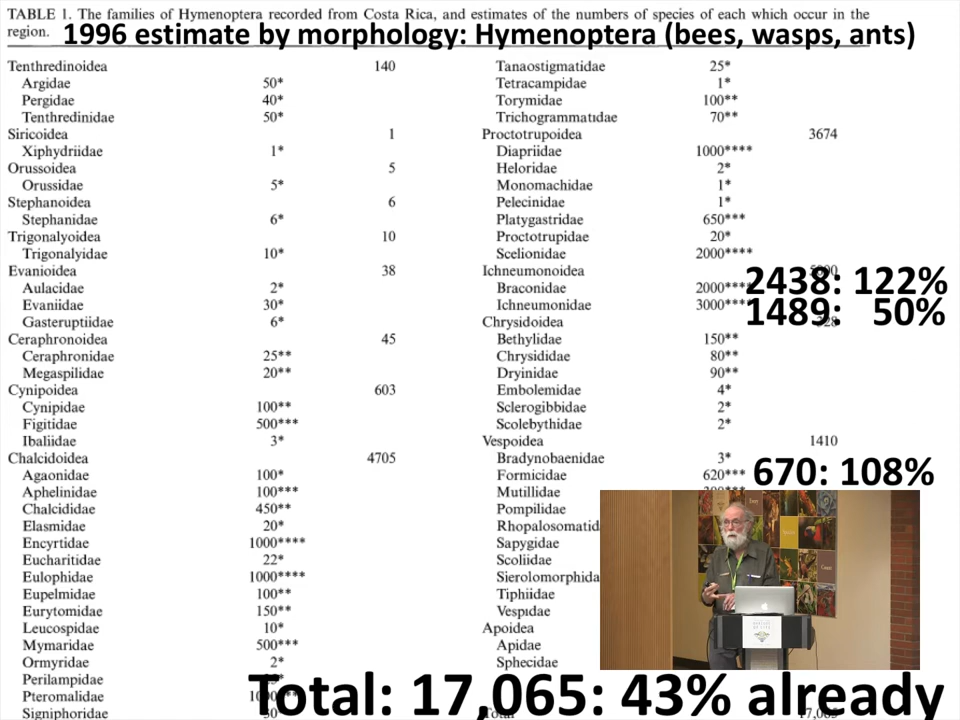 TABLE 1. The families of Hymenoptera recorded from Costa Rica, and estimates of the numbers of species of each which occur in the
region.
1996 estimate by morphology: Hymenoptera (bees, wasps, ants)
Tenthredinoidea 140
Argidae 50*
Pergidae 40*
Tenthredinidae 50*
Siricoidea 1
Xiphydriidae 1*
Orussoidea 5
Orussidae 5*
Stephanoidea 6
Stephanidae 6*
Trigonalyoidea 10
Trigonalyidae 10*
Evanioidea 38
Aulacidae 2*
Evaniidae 30*
Gasteruptiidae 6*
Ceraphronoidea 45
Ceraphronidae 25**
Megaspilidae 20**
Cynipoidea 603
Cynipidae 100**
Figitidae 500***
Ibaliidae 3*
Chalcidoidea 4705
Agaonidae 100*
Aphelinidae 100***
Chalcididae 450**
Elasmidae 20*
Encyrtidae 1000****
Eucharitidae 22*
Eulophidae 1000****
Eupelmidae 100**
Eurytomidae 150**
Leucospidae 10*
Mymaridae 500***
Ormyridae 2*
Perilampidae
Pteromalidae
Signiphoridae
Tanaostigmatidae 25*
Tetracampidae 1*
Torymidae 100**
Trichogrammatidae 70**
Proctotrupoidea 3674
Diapriidae 1000****
Heloridae 2*
Monomachidae 1*
Pelecinidae 1*
Platygastridae 650***
Proctotrupidae 20*
Scelionidae 2000****
Ichneumonoidea
Braconidae 2000**** 2438: 122%
Ichneumonidae 3000**** 1489: 50%
Chrysidoidea
Bethylidae 150**
Chrysididae 80**
Dryinidae 90**
Embolemidae 4*
Sclerogibbidae 2*
Scolebythidae 2*
Vespoidea 1410
Bradynobaenidae 3*
Formicidae 620*** 670: 108%
Mutillidae
Pompilidae
Rhopalosomatid
Sapygidae
Scoliidae
Sierolomorphida
Tiphiidae
Vespidae
Apoidea
Apidae
Sphecidae
Total: 17,065: 43% already